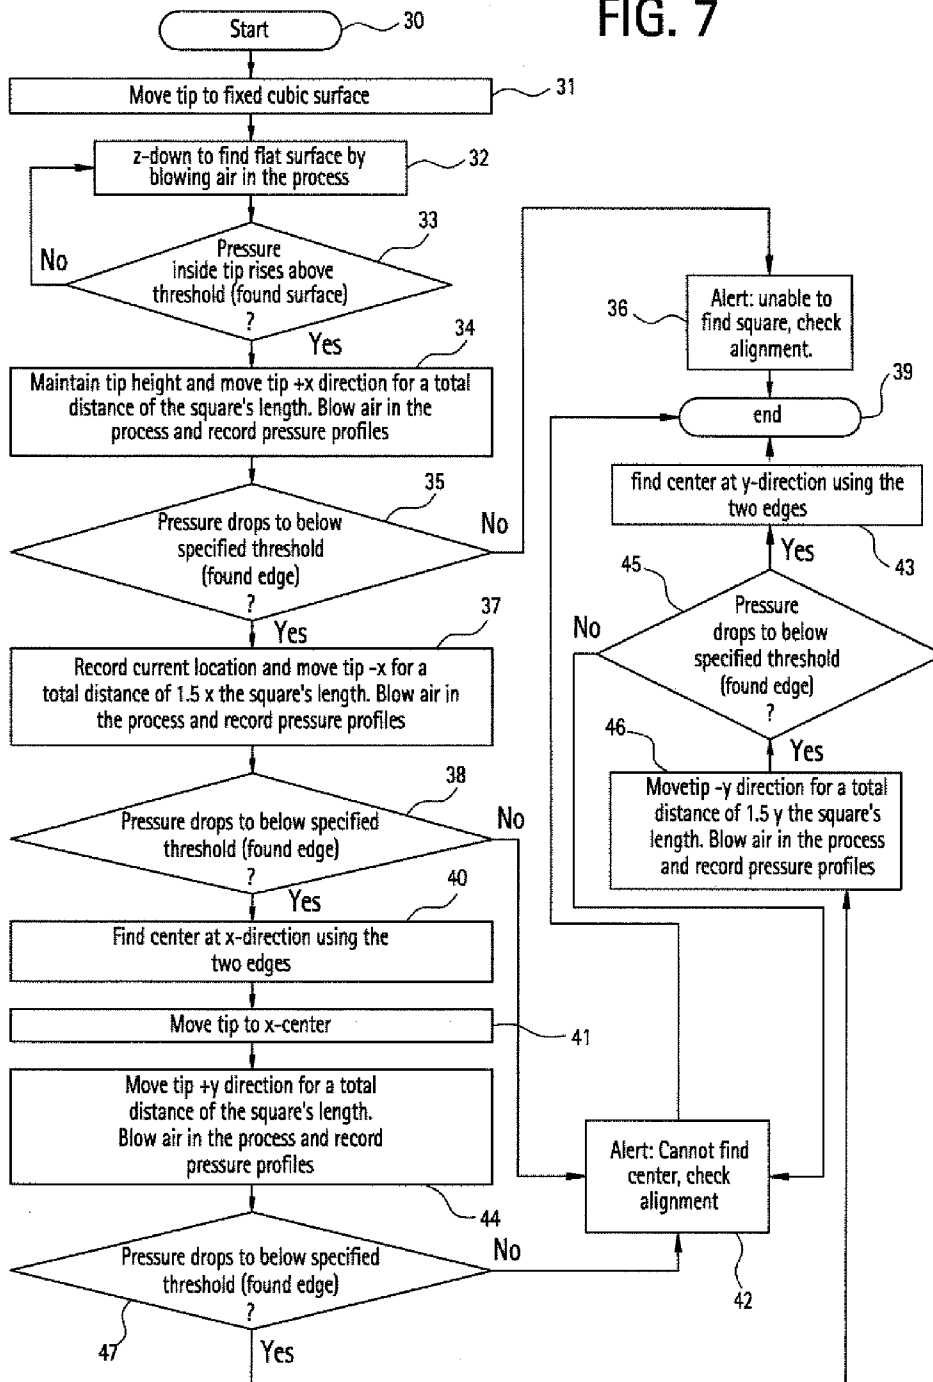 FIG. 7
Start
30
Move tip to fixed cubic surface
31
z-down to find flat surface by
blowing air in the process
32
Pressure
inside tip rises above
threshold (found surface)
?
33
No
Yes
34
Maintain tip height and move tip +x direction for a total
distance of the square's length. Blow air in the
process and record pressure profiles
35
Pressure drops to below
specified threshold
(found edge)
?
No
Yes
36
Alert: unable to
find square, check
alignment.
39
end
37
Record current location and move tip -x for a
total distance of 1.5 x the square's length. Blow air in
the process and record pressure profiles
38
Pressure drops to below specified
threshold (found edge)
?
No
Yes
40
Find center at x-direction using the
two edges
Move tip to x-center
41
Move tip +y direction for a total
distance of the square's length.
Blow air in the process and record
pressure profiles
44
Pressure drops to below specified
threshold (found edge)
?
No
47
Yes
Alert: Cannot find
center, check
alignment
42
46
Movetip -y direction for a total
distance of 1.5 y the square's
length. Blow air in the process
and record pressure profiles
Yes
45
Pressure
drops to below
specified threshold
(found edge)
?
No
Yes
find center at y-direction using the
two edges
43